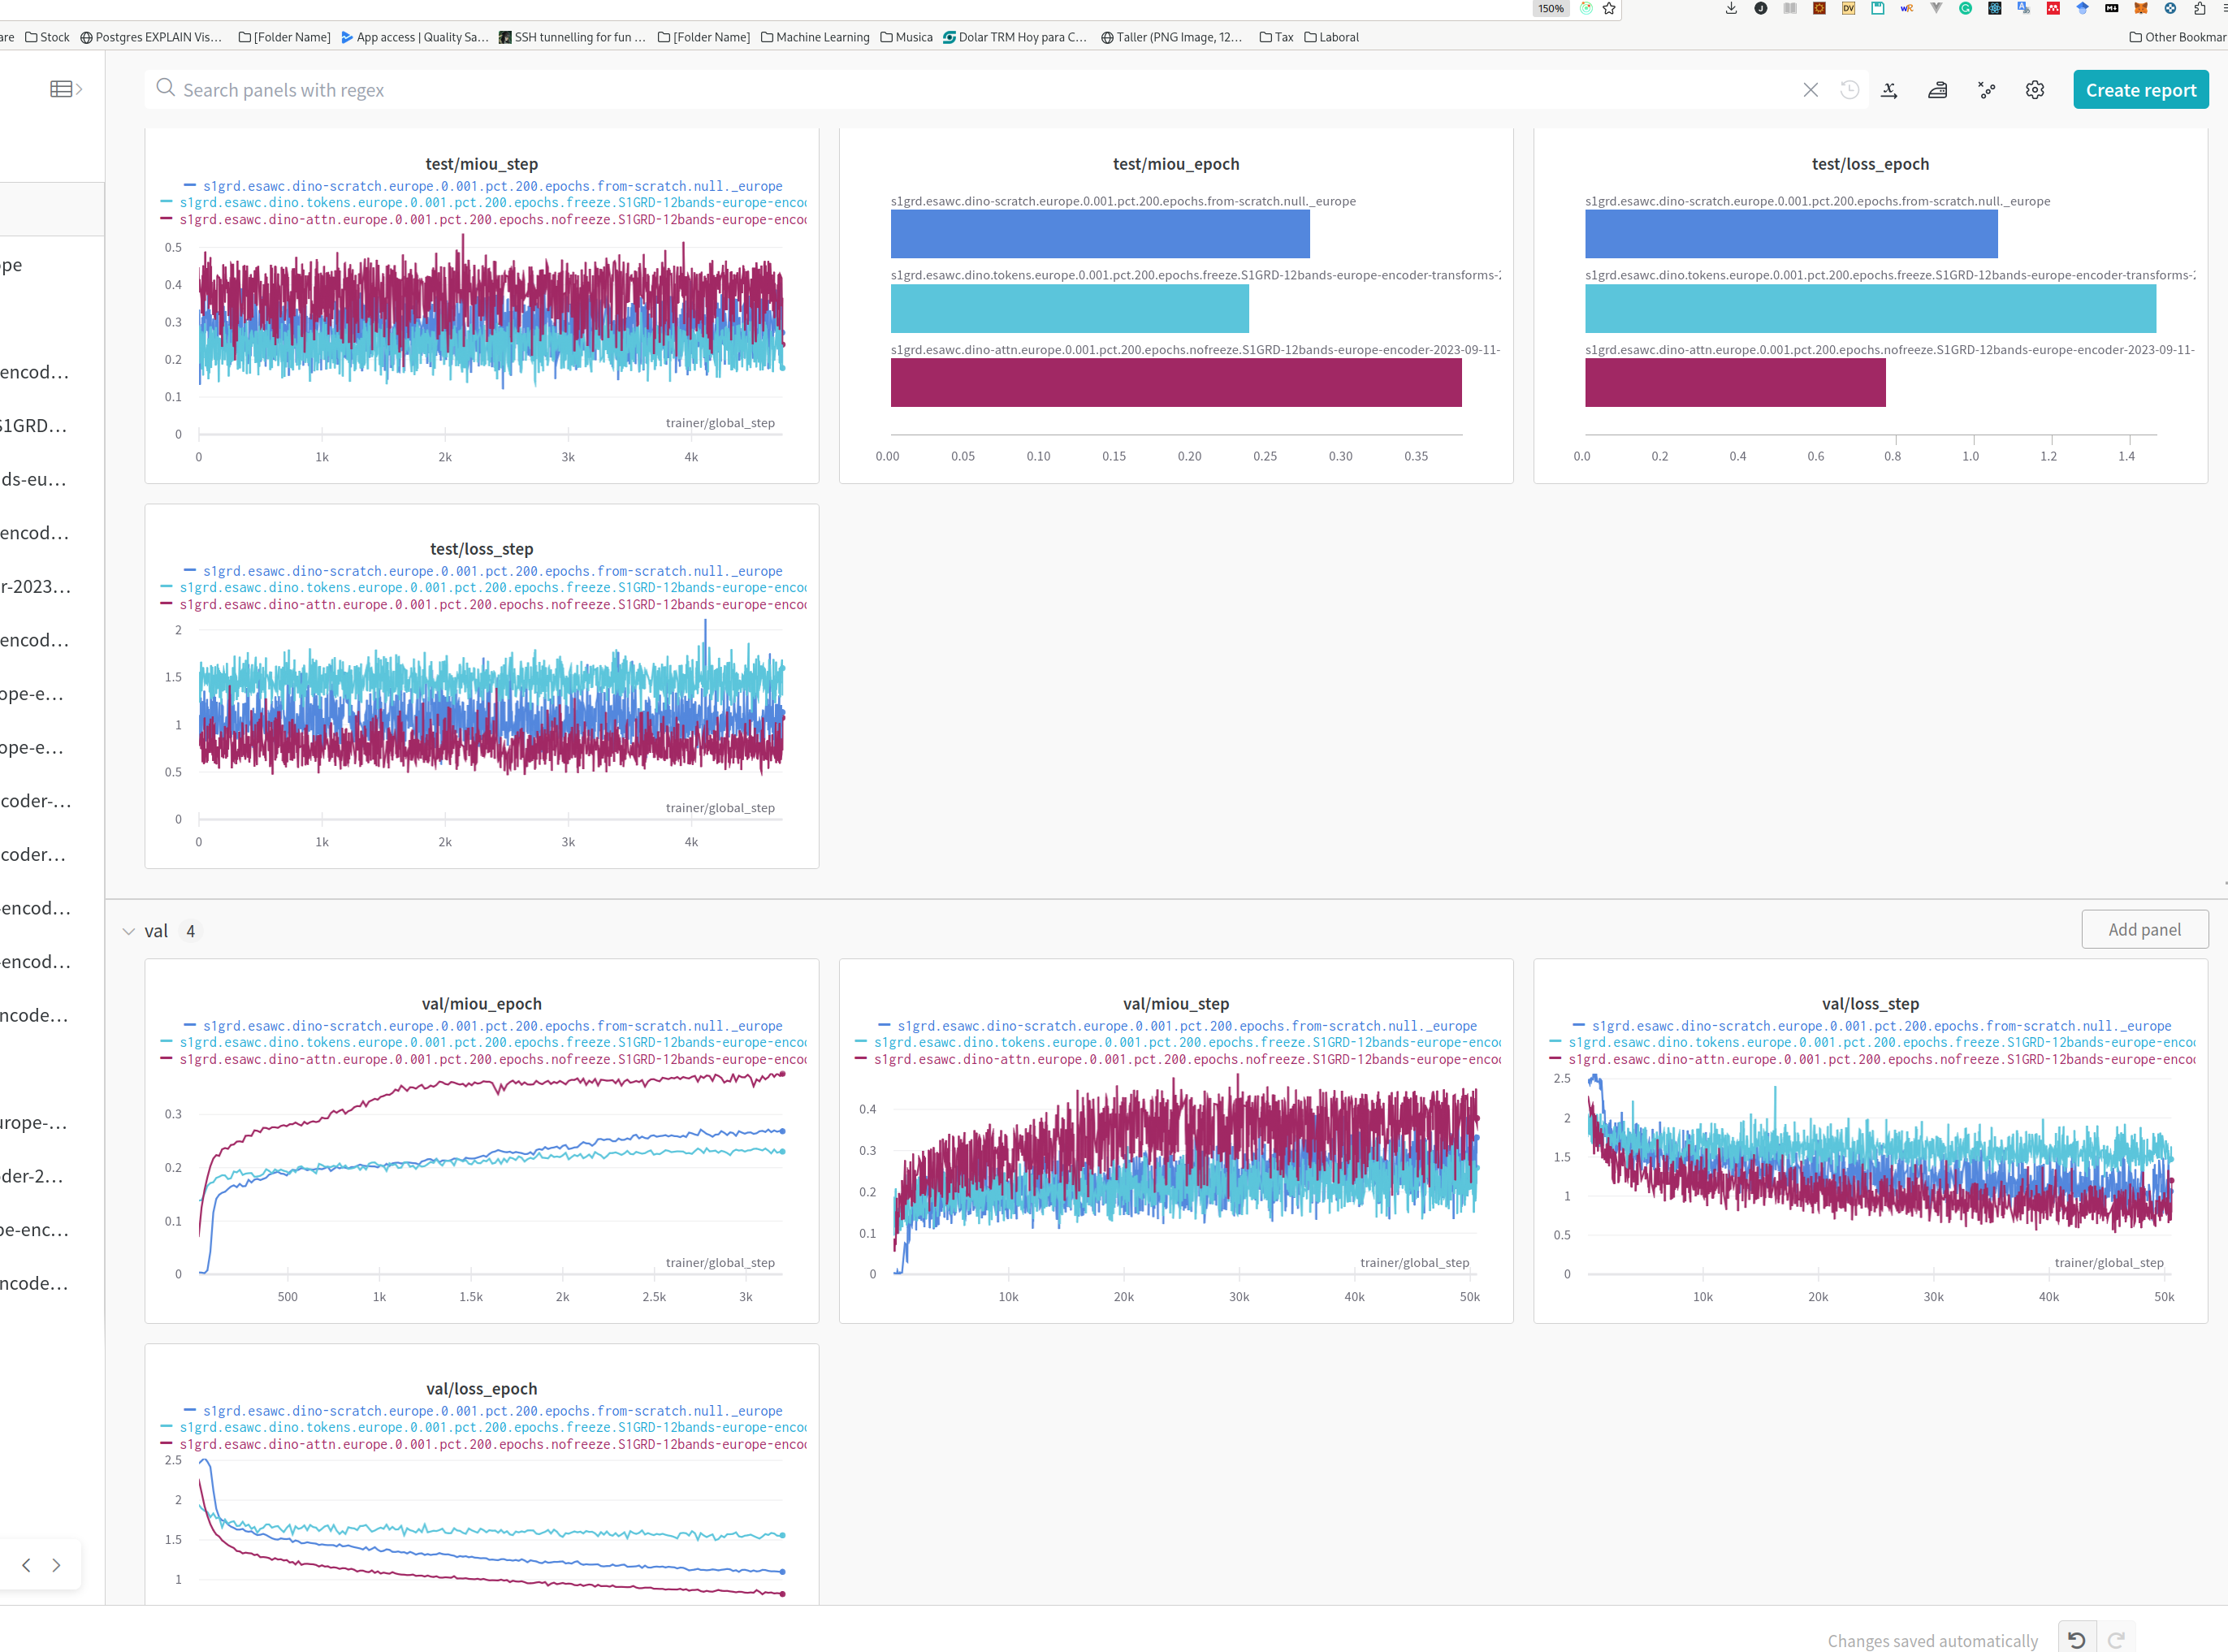 150%
are Stock Postgres EXPLAIN Vis… [Folder Name] App access | Quality Sa… SSH tunnelling for fun … [Folder Name] Machine Learning Musica Dolar TRM Hoy para C… Taller (PNG Image, 12… Tax Laboral Other Bookmar
Search panels with regex
Create report
pe
encod…
S1GRD…
ds-eu…
encod…
r-2023…
encod…
ope-e…
ope-e…
coder-…
coder…
-encod…
-encod…
ncode…
urope-…
der-2…
pe-enc…
ncode…
test/miou_step
s1grd.esawc.dino-scratch.europe.0.001.pct.200.epochs.from-scratch.null._europe
s1grd.esawc.dino.tokens.europe.0.001.pct.200.epochs.freeze.S1GRD-12bands-europe-enco
s1grd.esawc.dino-attn.europe.0.001.pct.200.epochs.nofreeze.S1GRD-12bands-europe-enco
0.5
0.4
0.3
0.2
0.1
0
trainer/global_step
0 1k 2k 3k 4k
test/miou_epoch
s1grd.esawc.dino-scratch.europe.0.001.pct.200.epochs.from-scratch.null._europe
s1grd.esawc.dino.tokens.europe.0.001.pct.200.epochs.freeze.S1GRD-12bands-europe-encoder-transforms-2
s1grd.esawc.dino-attn.europe.0.001.pct.200.epochs.nofreeze.S1GRD-12bands-europe-encoder-2023-09-11-
0.00 0.05 0.10 0.15 0.20 0.25 0.30 0.35
test/loss_epoch
s1grd.esawc.dino-scratch.europe.0.001.pct.200.epochs.from-scratch.null._europe
s1grd.esawc.dino.tokens.europe.0.001.pct.200.epochs.freeze.S1GRD-12bands-europe-encoder-transforms-2
s1grd.esawc.dino-attn.europe.0.001.pct.200.epochs.nofreeze.S1GRD-12bands-europe-encoder-2023-09-11-
0.0 0.2 0.4 0.6 0.8 1.0 1.2 1.4
test/loss_step
s1grd.esawc.dino-scratch.europe.0.001.pct.200.epochs.from-scratch.null._europe
s1grd.esawc.dino.tokens.europe.0.001.pct.200.epochs.freeze.S1GRD-12bands-europe-enco
s1grd.esawc.dino-attn.europe.0.001.pct.200.epochs.nofreeze.S1GRD-12bands-europe-enco
2
1.5
1
0.5
0
trainer/global_step
0 1k 2k 3k 4k
val 4
Add panel
val/miou_epoch
s1grd.esawc.dino-scratch.europe.0.001.pct.200.epochs.from-scratch.null._europe
s1grd.esawc.dino.tokens.europe.0.001.pct.200.epochs.freeze.S1GRD-12bands-europe-enco
s1grd.esawc.dino-attn.europe.0.001.pct.200.epochs.nofreeze.S1GRD-12bands-europe-enco
0.3
0.2
0.1
0
trainer/global_step
500 1k 1.5k 2k 2.5k 3k
val/miou_step
s1grd.esawc.dino-scratch.europe.0.001.pct.200.epochs.from-scratch.null._europe
s1grd.esawc.dino.tokens.europe.0.001.pct.200.epochs.freeze.S1GRD-12bands-europe-enco
s1grd.esawc.dino-attn.europe.0.001.pct.200.epochs.nofreeze.S1GRD-12bands-europe-enco
0.4
0.3
0.2
0.1
0
trainer/global_step
10k 20k 30k 40k 50k
val/loss_step
s1grd.esawc.dino-scratch.europe.0.001.pct.200.epochs.from-scratch.null._europe
s1grd.esawc.dino.tokens.europe.0.001.pct.200.epochs.freeze.S1GRD-12bands-europe-enco
s1grd.esawc.dino-attn.europe.0.001.pct.200.epochs.nofreeze.S1GRD-12bands-europe-enco
2.5
2
1.5
1
0.5
0
trainer/global_step
10k 20k 30k 40k 50k
val/loss_epoch
s1grd.esawc.dino-scratch.europe.0.001.pct.200.epochs.from-scratch.null._europe
s1grd.esawc.dino.tokens.europe.0.001.pct.200.epochs.freeze.S1GRD-12bands-europe-enco
s1grd.esawc.dino-attn.europe.0.001.pct.200.epochs.nofreeze.S1GRD-12bands-europe-enco
2.5
2
1.5
1
Changes saved automatically